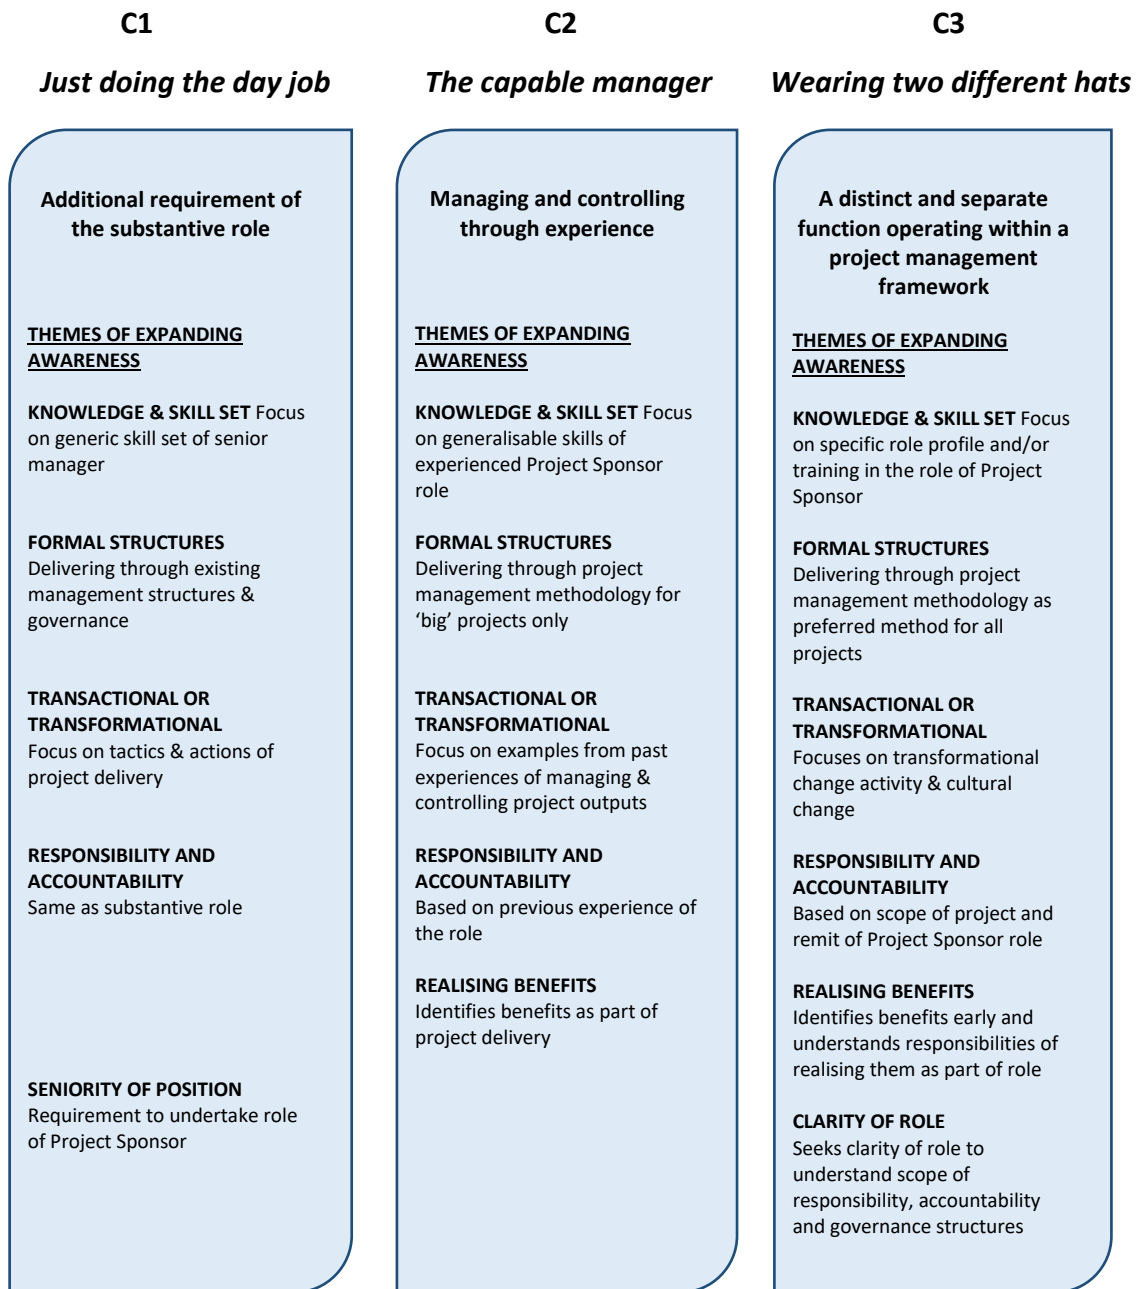 C1
Just doing the day job
Additional requirement of
the substantive role
THEMES OF EXPANDING
AWARENESS
KNOWLEDGE & SKILL SET Focus
on generic skill set of senior
manager
FORMAL STRUCTURES
Delivering through existing
management structures &
governance
TRANSACTIONAL OR
TRANSFORMATIONAL
Focus on tactics & actions of
project delivery
RESPONSIBILITY AND
ACCOUNTABILITY
Same as substantive role
SENIORITY OF POSITION
Requirement to undertake role
of Project Sponsor
C2
The capable manager
Managing and controlling
through experience
THEMES OF EXPANDING
AWARENESS
KNOWLEDGE & SKILL SET Focus
on generalisable skills of
experienced Project Sponsor
role
FORMAL STRUCTURES
Delivering through project
management methodology for
‘big’ projects only
TRANSACTIONAL OR
TRANSFORMATIONAL
Focus on examples from past
experiences of managing &
controlling project outputs
RESPONSIBILITY AND
ACCOUNTABILITY
Based on previous experience of
the role
REALISING BENEFITS
Identifies benefits as part of
project delivery
C3
Wearing two different hats
A distinct and separate
function operating within a
project management
framework
THEMES OF EXPANDING
AWARENESS
KNOWLEDGE & SKILL SET Focus
on specific role profile and/or
training in the role of Project
Sponsor
FORMAL STRUCTURES
Delivering through project
management methodology as
preferred method for all
projects
TRANSACTIONAL OR
TRANSFORMATIONAL
Focuses on transformational
change activity & cultural
change
RESPONSIBILITY AND
ACCOUNTABILITY
Based on scope of project and
remit of Project Sponsor role
REALISING BENEFITS
Identifies benefits early and
understands responsibilities of
realising them as part of role
CLARITY OF ROLE
Seeks clarity of role to
understand scope of
responsibility, accountability
and governance structures